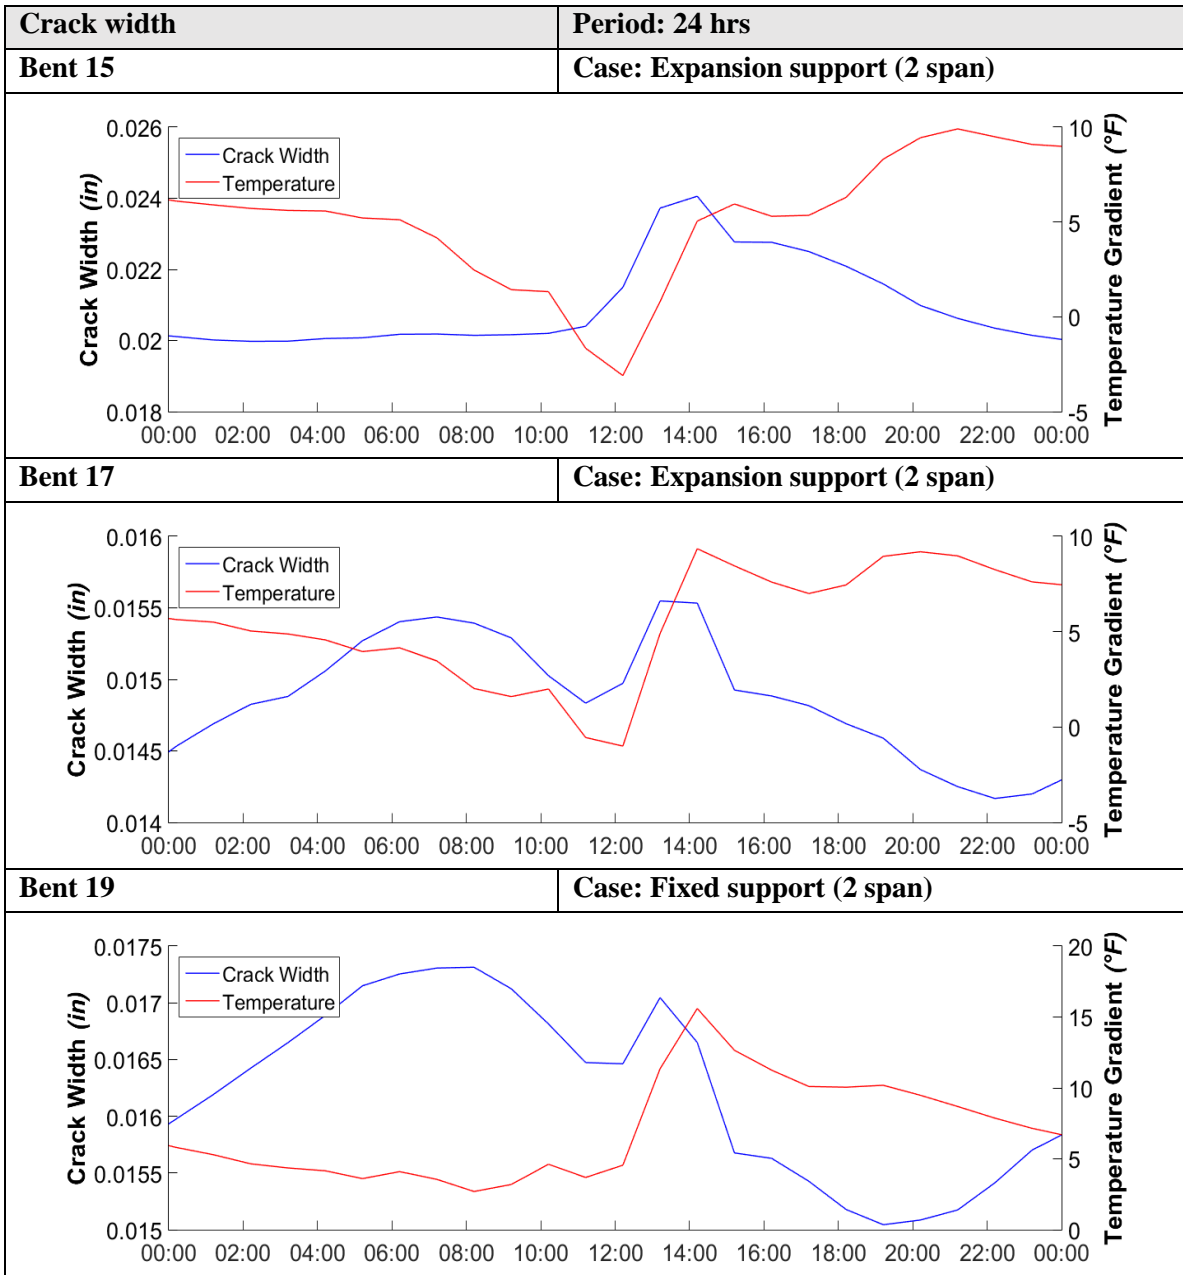 Crack width Period: 24 hrs
Bent 15 Case: Expansion support (2 span)
0.026
0.024
0.022
0.02
0.018
Crack Width (in)
Crack Width
Temperature
10
5
0
-5
Temperature Gradient (°F)
00:00 02:00 04:00 06:00 08:00 10:00 12:00 14:00 16:00 18:00 20:00 22:00 00:00
Bent 17 Case: Expansion support (2 span)
0.016
0.0155
0.015
0.0145
0.014
Crack Width (in)
Crack Width
Temperature
10
5
0
-5
Temperature Gradient (°F)
00:00 02:00 04:00 06:00 08:00 10:00 12:00 14:00 16:00 18:00 20:00 22:00 00:00
Bent 19 Case: Fixed support (2 span)
0.0175
0.017
0.0165
0.016
0.0155
0.015
Crack Width (in)
Crack Width
Temperature
20
15
10
5
0
Temperature Gradient (°F)
00:00 02:00 04:00 06:00 08:00 10:00 12:00 14:00 16:00 18:00 20:00 22:00 00:00